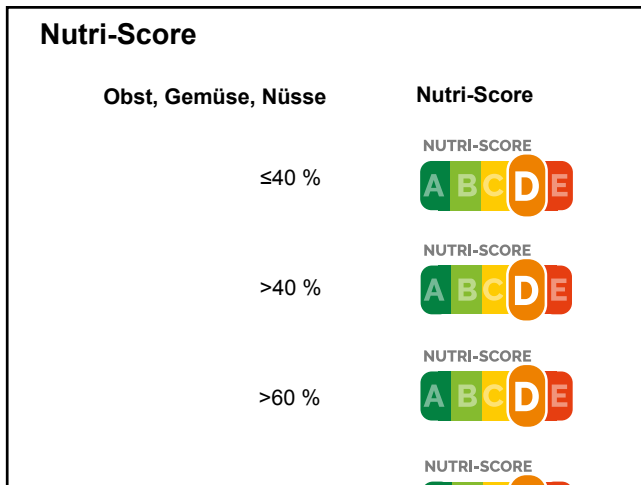 Nutri-Score
Obst, Gemüse, Nüsse Nutri-Score
NUTRI-SCORE
≤40 % A B C D E
NUTRI-SCORE
>40 % A B C D E
NUTRI-SCORE
>60 % A B C D E
NUTRI-SCORE